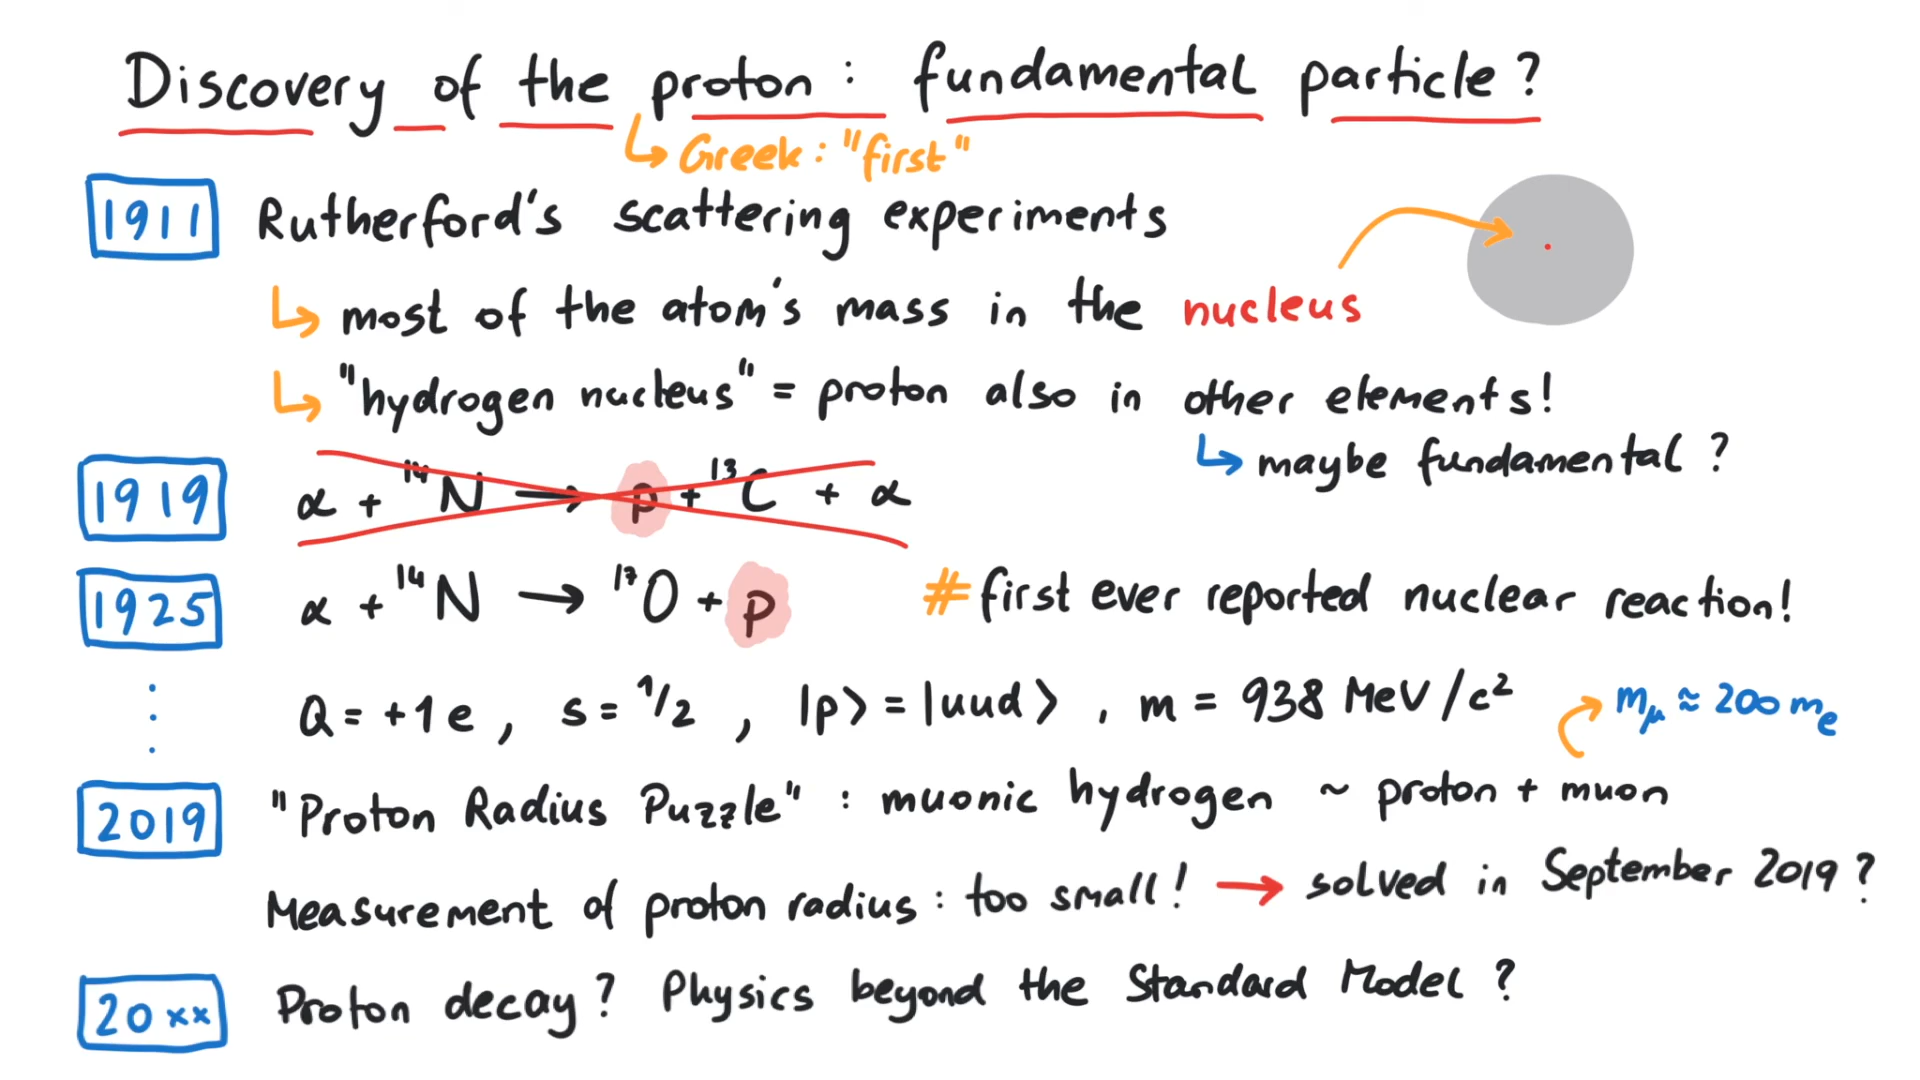 Discovery of the proton : fundamental particle ?
↳ Greek : "first"
1911 Rutherford's scattering experiments
↳ most of the atom's mass in the nucleus
↳ "hydrogen nucleus" = proton also in other elements!
↳ maybe fundamental ?
1919 α + ¹⁴N → p + ¹³C + α
1925 α + ¹⁴N → ¹⁷O + p # first ever reported nuclear reaction!
Q = +1e , s = 1/2 , |p⟩ = |uud⟩ , m = 938 MeV/c² mμ ≈ 200 me
2019 "Proton Radius Puzzle" : muonic hydrogen ~ proton + muon
Measurement of proton radius : too small! → solved in September 2019 ?
20xx Proton decay? Physics beyond the Standard Model ?